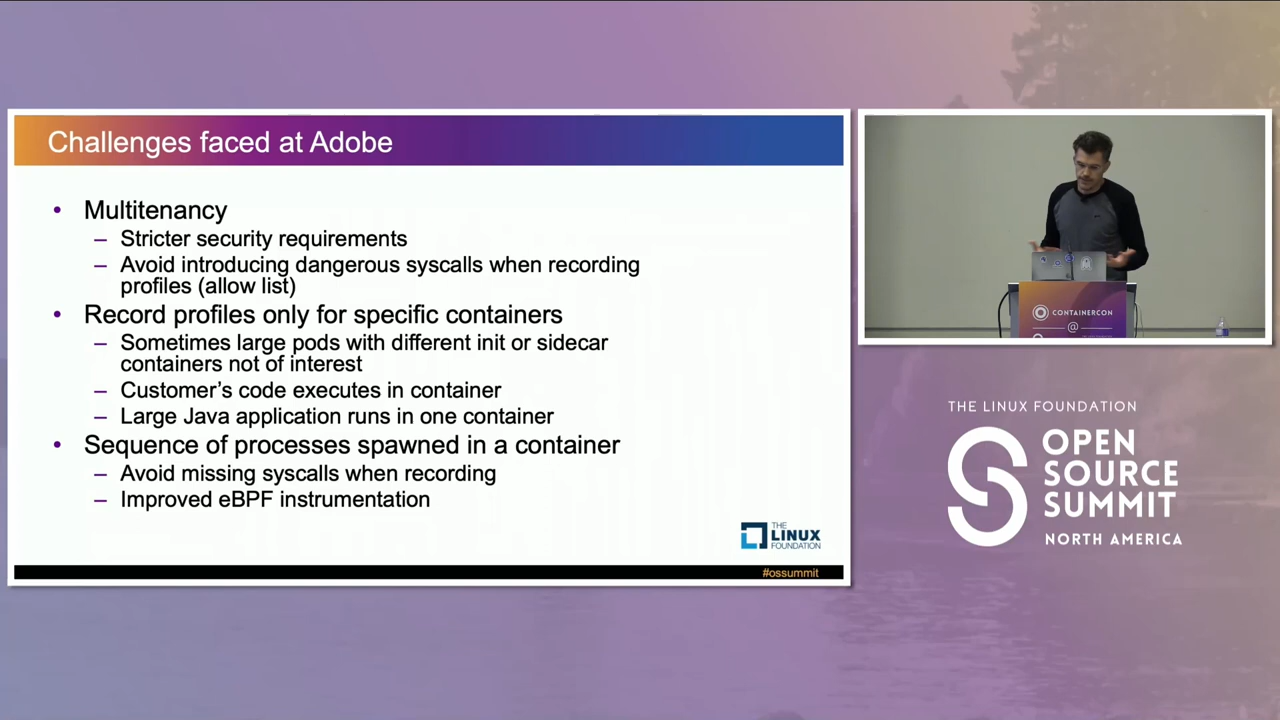 Challenges faced at Adobe
• Multitenancy
– Stricter security requirements
– Avoid introducing dangerous syscalls when recording
profiles (allow list)
• Record profiles only for specific containers
– Sometimes large pods with different init or sidecar
containers not of interest
– Customer's code executes in container
– Large Java application runs in one container
• Sequence of processes spawned in a container
– Avoid missing syscalls when recording
– Improved eBPF instrumentation
THE
LINUX
FOUNDATION
#ossummit
CONTAINERCON
@
THE LINUX FOUNDATION
OPEN
SOURCE
SUMMIT
NORTH AMERICA